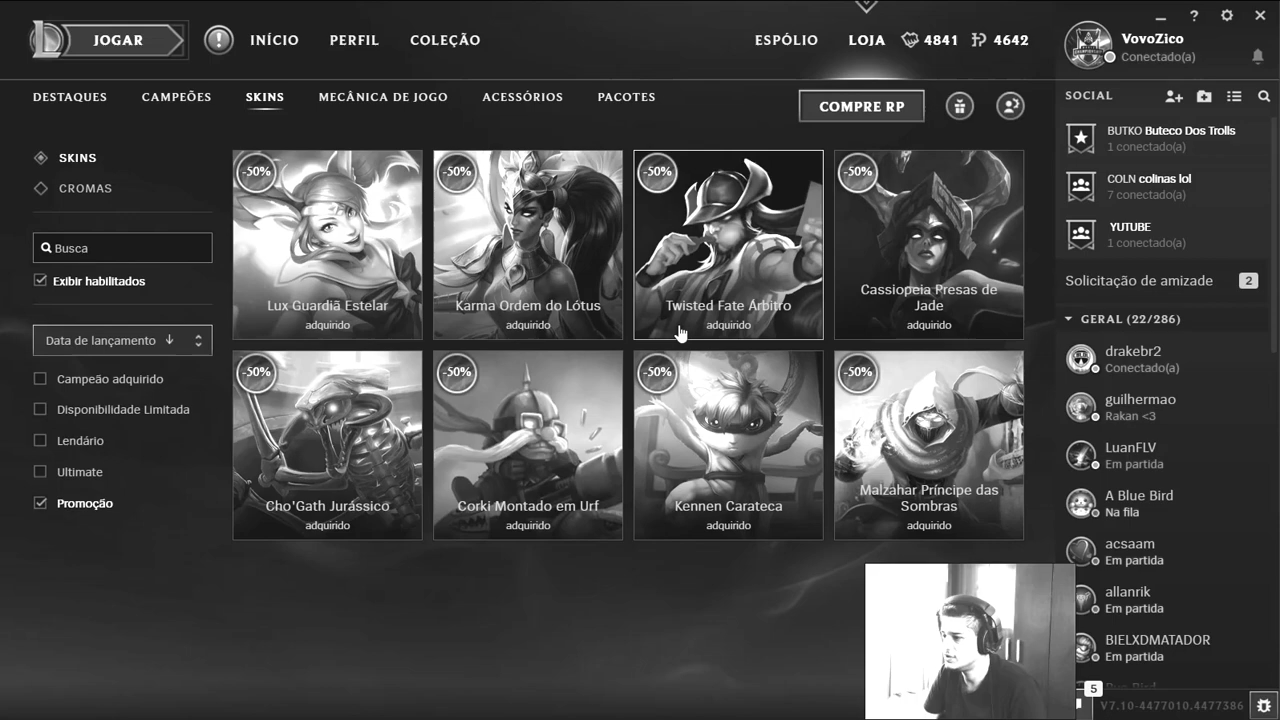 JOGAR
INÍCIO
PERFIL
COLEÇÃO
ESPÓLIO
LOJA
4841
4642
VovoZico
Conectado(a)
DESTAQUES
CAMPEÕES
SKINS
MECÂNICA DE JOGO
ACESSÓRIOS
PACOTES
COMPRE RP
SKINS
CROMAS
Busca
Exibir habilitados
Data de lançamento
Campeão adquirido
Disponibilidade Limitada
Lendário
Ultimate
Promoção
-50%
Lux Guardiã Estelar
adquirido
-50%
Karma Ordem do Lótus
adquirido
-50%
Twisted Fate Árbitro
adquirido
-50%
Cassiopeia Presas de
Jade
adquirido
-50%
Cho'Gath Jurássico
adquirido
-50%
Corki Montado em Urf
adquirido
-50%
Kennen Carateca
adquirido
-50%
Malzahar Príncipe das
Sombras
adquirido
SOCIAL
BUTKO Buteco Dos Trolls
1 conectado(a)
COLN colinas lol
7 conectado(a)
YUTUBE
1 conectado(a)
Solicitação de amizade 2
GERAL (22/286)
drakebr2
Conectado(a)
guilhermao
Rakan <3
LuanFLV
Em partida
A Blue Bird
Na fila
acsaam
Em partida
allanrik
Em partida
BIELXDMATADOR
Em partida
5
V7.10-4477010.4477386